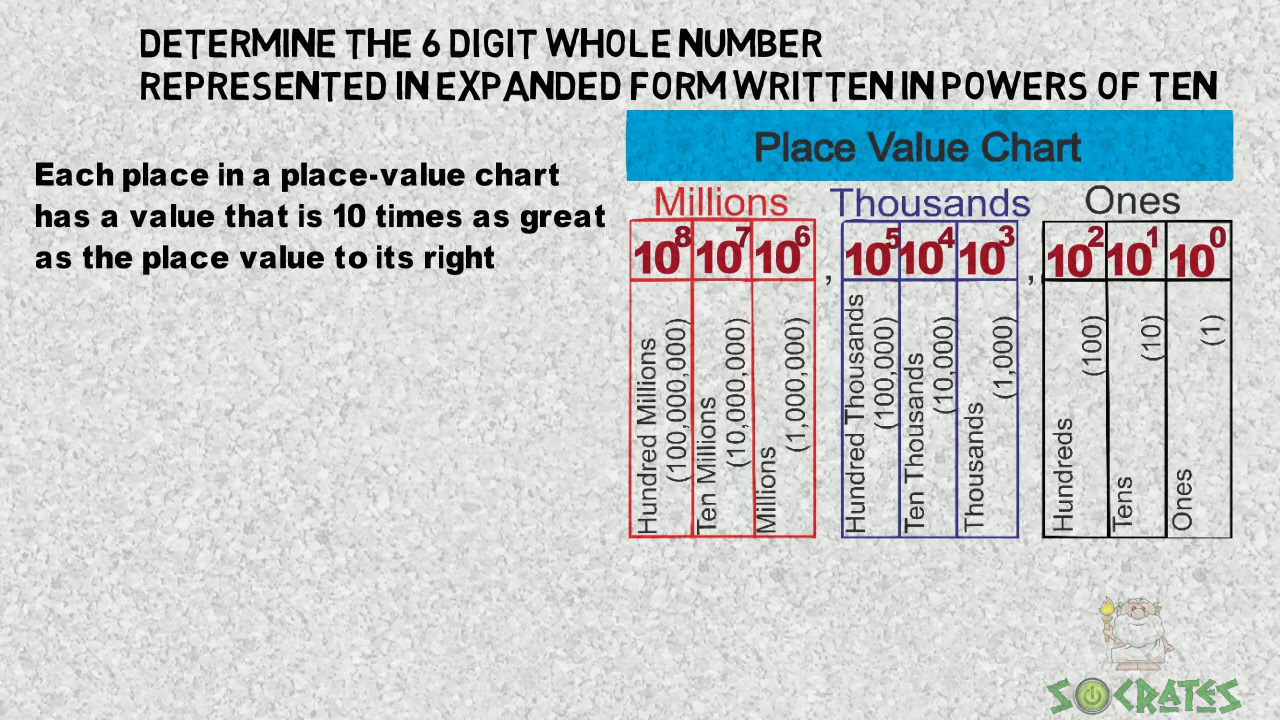 DETERMINE THE 6 DIGIT WHOLE NUMBER
REPRESENTED IN EXPANDED FORM WRITTEN IN POWERS OF TEN
Place Value Chart
Each place in a place-value chart
has a value that is 10 times as great
as the place value to its right
Millions Thousands Ones
10⁸ 10⁷ 10⁶ , 10⁵ 10⁴ 10³ , 10² 10¹ 10⁰
Hundred Millions
(100,000,000)
Ten Millions
(10,000,000)
Millions
(1,000,000)
Hundred Thousands
(100,000)
Ten Thousands
(10,000)
Thousands
(1,000)
Hundreds
(100)
Tens
(10)
Ones
(1)
SOCRATES